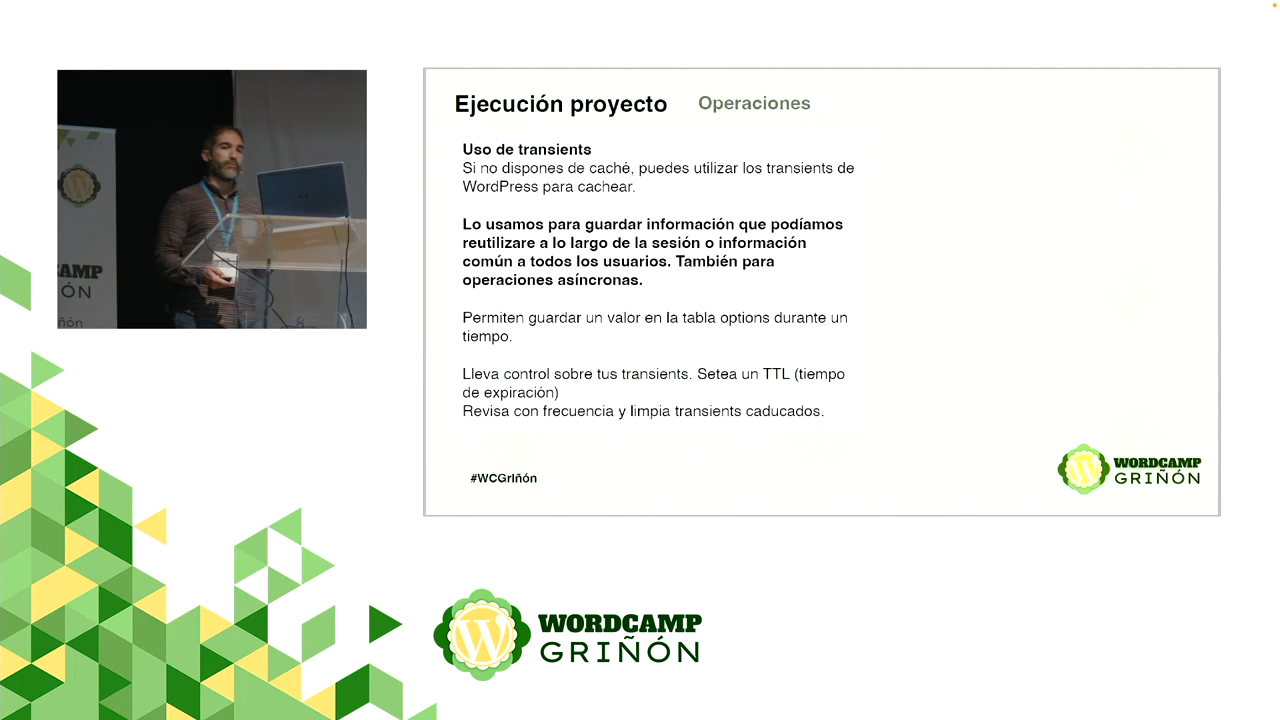 Ejecución proyecto Operaciones
Uso de transients
Si no dispones de caché, puedes utilizar los transients de
WordPress para cachear.
Lo usamos para guardar información que podíamos
reutilizare a lo largo de la sesión o información
común a todos los usuarios. También para
operaciones asíncronas.
Permiten guardar un valor en la tabla options durante un
tiempo.
Lleva control sobre tus transients. Setea un TTL (tiempo
de expiración)
Revisa con frecuencia y limpia transients caducados.
#WCGriñón
WORDCAMP
GRIÑÓN
CAMP
ÑÓN
ñón
WORDCAMP
GRIÑÓN